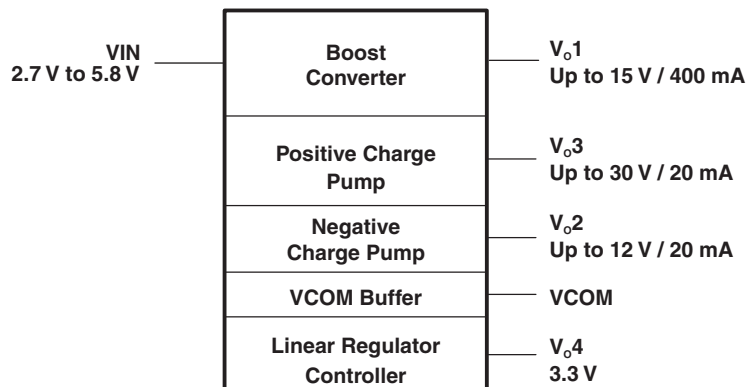 VIN
2.7 V to 5.8 V
Boost
Converter
Vo1
Up to 15 V / 400 mA
Positive Charge
Pump
Vo3
Up to 30 V / 20 mA
Negative
Charge Pump
Vo2
Up to 12 V / 20 mA
VCOM Buffer
VCOM
Linear Regulator
Controller
Vo4
3.3 V